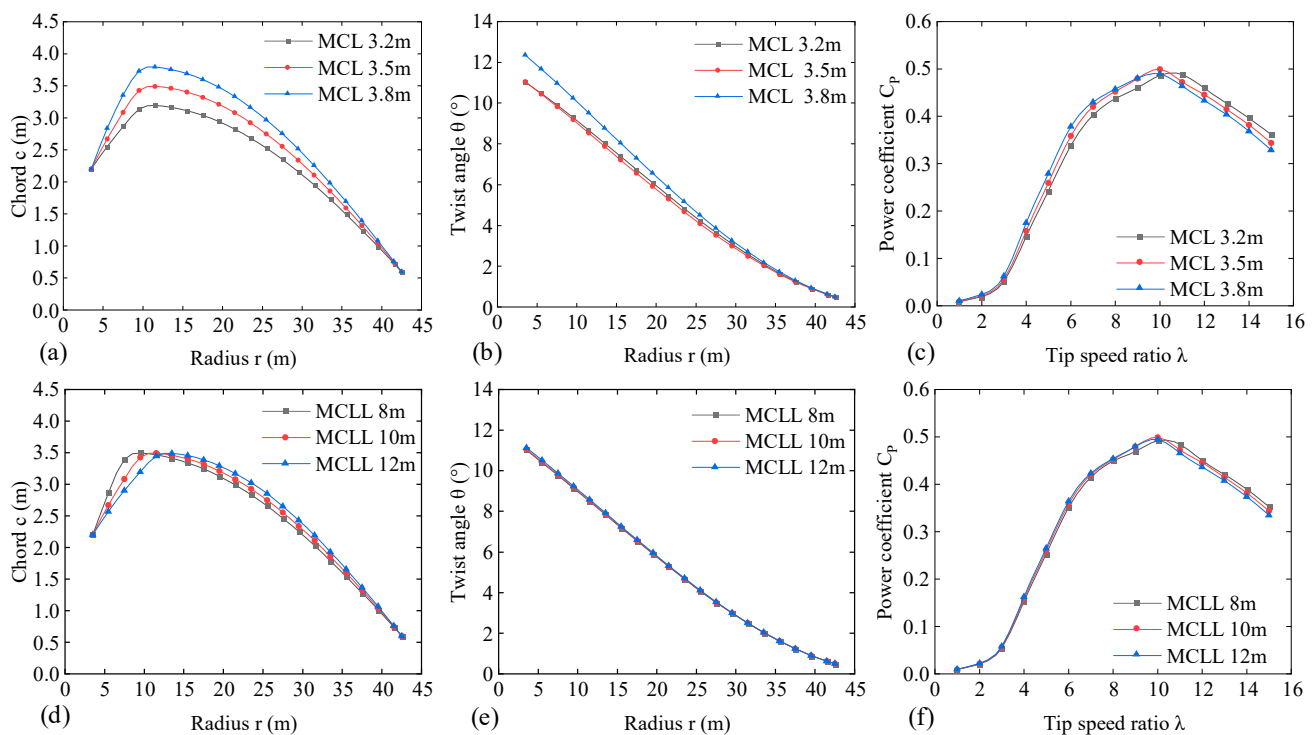 4.5
4.0
3.5
3.0
2.5
2.0
1.5
1.0
0.5
0.0
Chord c (m)
MCL 3.2m
MCL 3.5m
MCL 3.8m
0 5 10 15 20 25 30 35 40 45
(a)
Radius r (m)
14
12
10
8
6
4
2
0
Twist angle θ (°)
MCL 3.2m
MCL 3.5m
MCL 3.8m
0 5 10 15 20 25 30 35 40 45
(b)
Radius r (m)
0.6
0.5
0.4
0.3
0.2
0.1
0.0
Power coefficient CP
MCL 3.2m
MCL 3.5m
MCL 3.8m
0 2 4 6 8 10 12 14 16
(c)
Tip speed ratio λ
4.5
4.0
3.5
3.0
2.5
2.0
1.5
1.0
0.5
0.0
Chord c (m)
MCLL 8m
MCLL 10m
MCLL 12m
0 5 10 15 20 25 30 35 40 45
(d)
Radius r (m)
14
12
10
8
6
4
2
0
Twist angle θ (°)
MCLL 8m
MCLL 10m
MCLL 12m
0 5 10 15 20 25 30 35 40 45
(e)
Radius r (m)
0.6
0.5
0.4
0.3
0.2
0.1
0.0
Power coefficient CP
MCLL 8m
MCLL 10m
MCLL 12m
0 2 4 6 8 10 12 14 16
(f)
Tip speed ratio λ